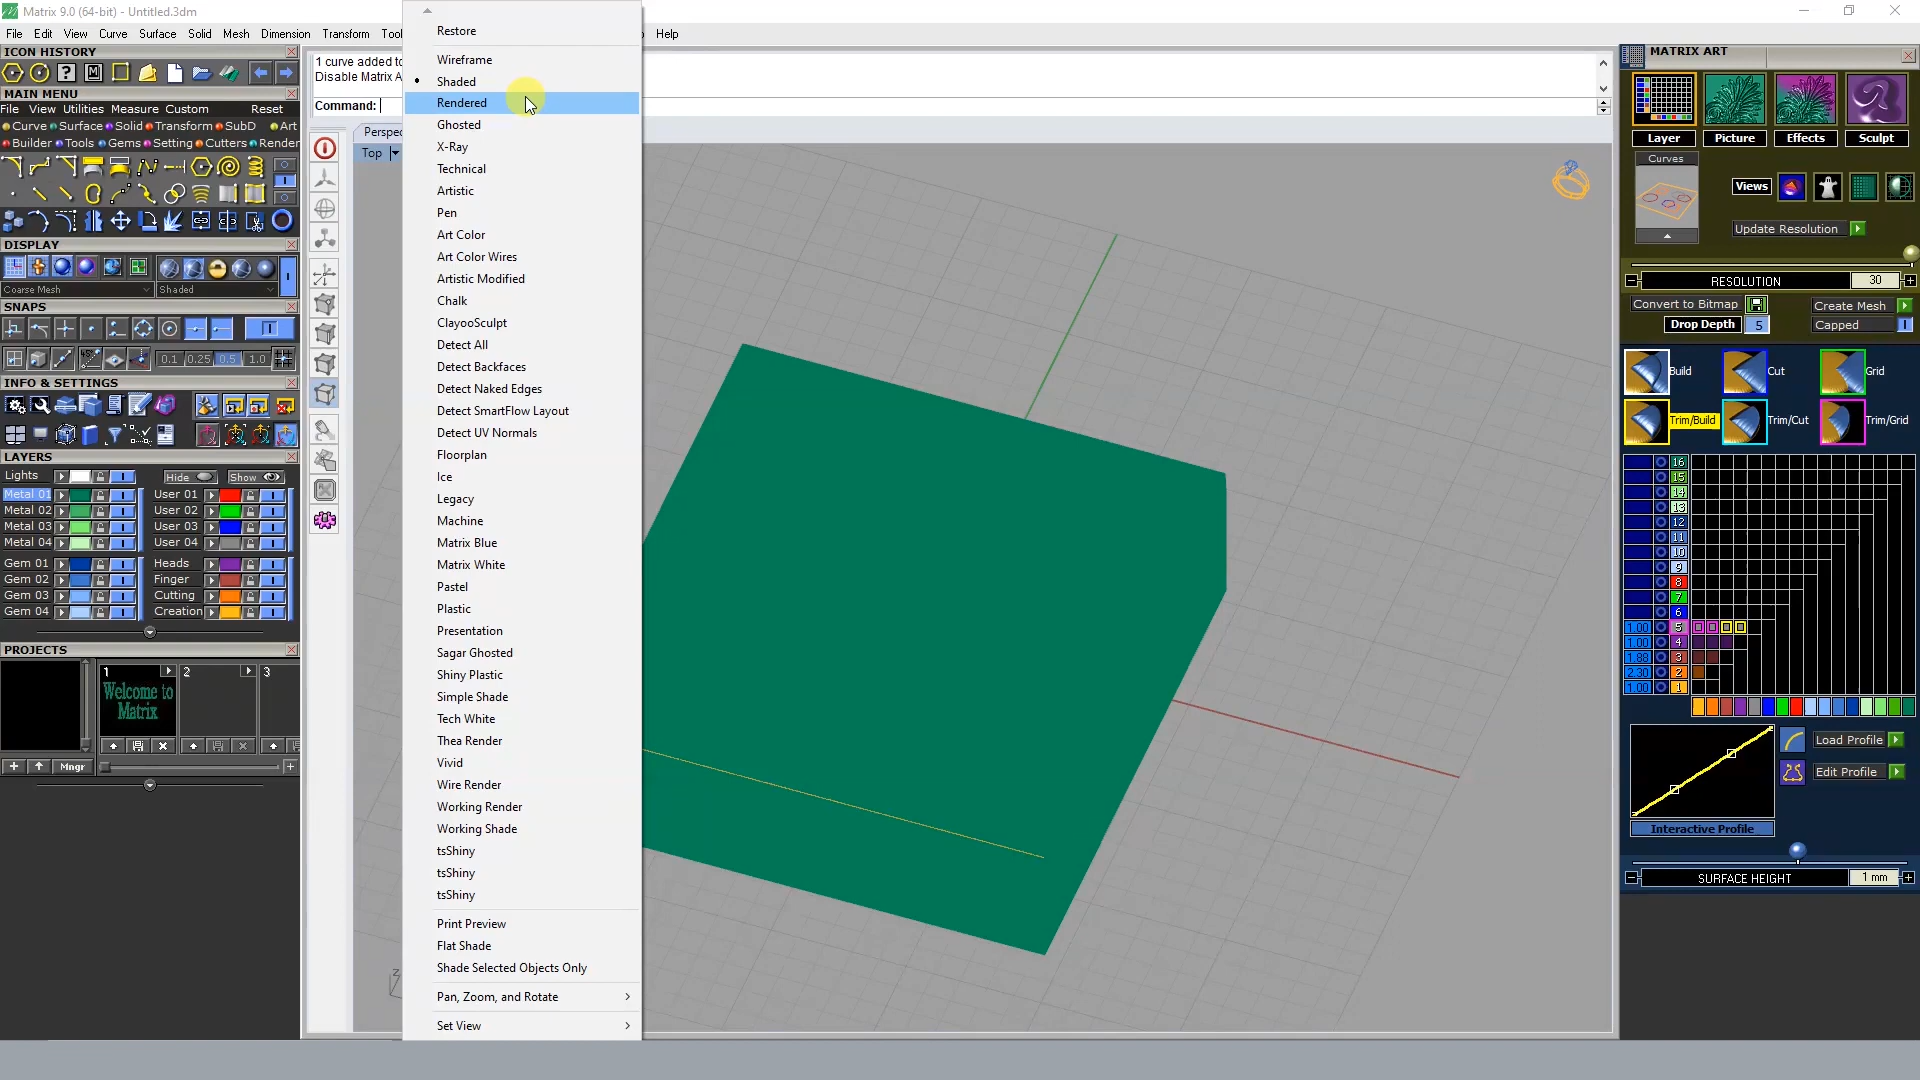 Matrix 9.0 (64-bit) - Untitled.3dm
File Edit View Curve Surface Solid Mesh Dimension Transform Help
ICON HISTORY
MAIN MENU
File View Utilities Measure Custom Reset
Curve Surface Solid Transform SubD Art
Builder Tools Gems Setting Cutters Render
DISPLAY
Coarse Mesh Shaded
SNAPS
0.1 0.25 0.5 1.0
INFO & SETTINGS
LAYERS
Lights Hide Show
Metal 01 User 01
Metal 02 User 02
Metal 03 User 03
Metal 04 User 04
Gem 01 Heads
Gem 02 Finger
Gem 03 Cutting
Gem 04 Creation
PROJECTS
1 2 3
Welcome to
Matrix
Mngr
1 curve added to
Disable Matrix A
Command:
Top
Restore
Wireframe
Shaded
Rendered
Ghosted
X-Ray
Technical
Artistic
Pen
Art Color
Art Color Wires
Artistic Modified
Chalk
ClayooSculpt
Detect All
Detect Backfaces
Detect Naked Edges
Detect SmartFlow Layout
Detect UV Normals
Floorplan
Ice
Legacy
Machine
Matrix Blue
Matrix White
Pastel
Plastic
Presentation
Sagar Ghosted
Shiny Plastic
Simple Shade
Tech White
Thea Render
Vivid
Wire Render
Working Render
Working Shade
tsShiny
tsShiny
tsShiny
Print Preview
Flat Shade
Shade Selected Objects Only
Pan, Zoom, and Rotate
Set View
MATRIX ART
Layer Picture Effects Sculpt
Curves
Views
Update Resolution
RESOLUTION 30
Convert to Bitmap Create Mesh
Drop Depth 5 Capped
Build Cut Grid
Trim/Build Trim/Cut Trim/Grid
16
15
14
13
12
11
10
9
8
7
6
1.00 5
1.00 4
1.88 3
2.30 2
1.00 1
Load Profile
Edit Profile
Interactive Profile
SURFACE HEIGHT 1 mm